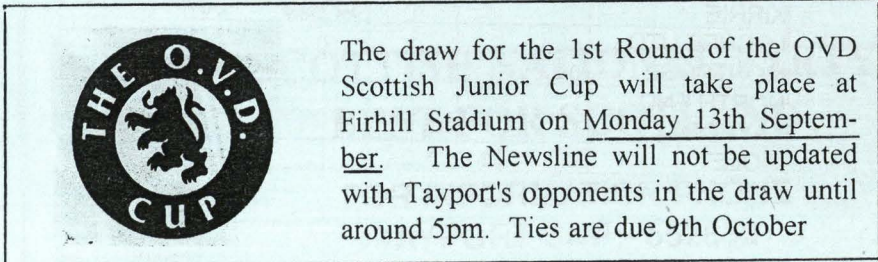 THE O.V.D.
CUP
The draw for the 1st Round of the OVD
Scottish Junior Cup will take place at
Firhill Stadium on Monday 13th Septem-
ber. The Newsline will not be updated
with Tayport's opponents in the draw until
around 5pm. Ties are due 9th October